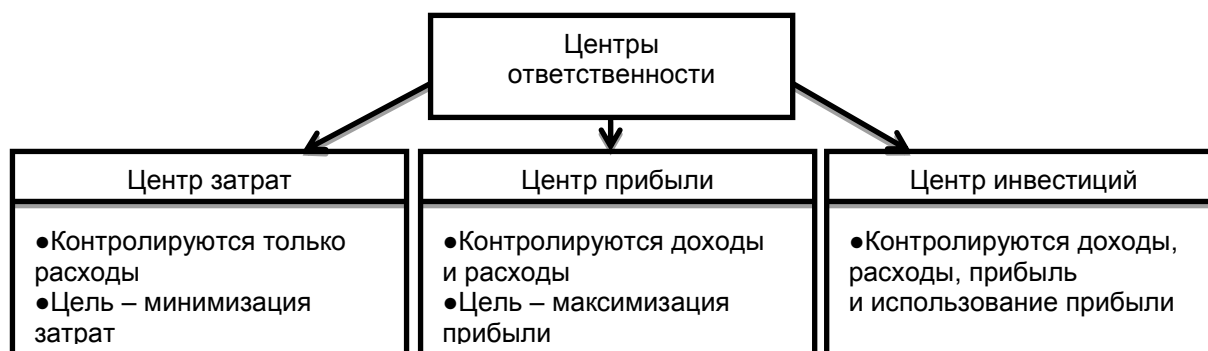 Центры
ответственности
Центр затрат
●Контролируются только
расходы
●Цель – минимизация
затрат
Центр прибыли
●Контролируются доходы
и расходы
●Цель – максимизация
прибыли
Центр инвестиций
●Контролируются доходы,
расходы, прибыль
и использование прибыли